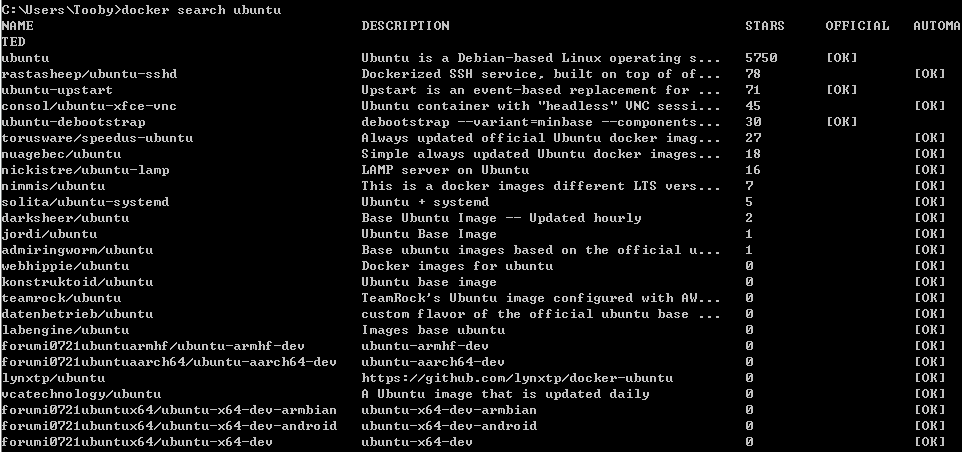 C:\Users\Tooby>docker search ubuntu
NAME DESCRIPTION STARS OFFICIAL AUTOMA
TED
ubuntu Ubuntu is a Debian-based Linux operating s... 5750 [OK]
rastasheep/ubuntu-sshd Dockerized SSH service, built on top of of... 78 [OK]
ubuntu-upstart Upstart is an event-based replacement for ... 71 [OK]
consol/ubuntu-xfce-vnc Ubuntu container with "headless" VNC sessi... 45 [OK]
ubuntu-debootstrap debootstrap --variant=minbase --components... 30 [OK]
torusware/speedus-ubuntu Always updated official Ubuntu docker imag... 27 [OK]
nuagebec/ubuntu Simple always updated Ubuntu docker images... 18 [OK]
nickistre/ubuntu-lamp LAMP server on Ubuntu 16 [OK]
nimmis/ubuntu This is a docker images different LTS vers... 7 [OK]
solita/ubuntu-systemd Ubuntu + systemd 5 [OK]
darksheer/ubuntu Base Ubuntu Image -- Updated hourly 2 [OK]
jordi/ubuntu Ubuntu Base Image 1 [OK]
admiringworm/ubuntu Base ubuntu images based on the official u... 1 [OK]
webhippie/ubuntu Docker images for ubuntu 0 [OK]
konstruktoid/ubuntu Ubuntu base image 0 [OK]
teamrock/ubuntu TeamRock's Ubuntu image configured with AW... 0 [OK]
datenbetrieb/ubuntu custom flavor of the official ubuntu base ... 0 [OK]
labengine/ubuntu Images base ubuntu 0 [OK]
forumi0721ubuntuarmhf/ubuntu-armhf-dev ubuntu-armhf-dev 0 [OK]
forumi0721ubuntuaarch64/ubuntu-aarch64-dev ubuntu-aarch64-dev 0 [OK]
lynxtp/ubuntu https://github.com/lynxtp/docker-ubuntu 0 [OK]
vcatechnology/ubuntu A Ubuntu image that is updated daily 0 [OK]
forumi0721ubuntux64/ubuntu-x64-dev-armbian ubuntu-x64-dev-armbian 0 [OK]
forumi0721ubuntux64/ubuntu-x64-dev-android ubuntu-x64-dev-android 0 [OK]
forumi0721ubuntux64/ubuntu-x64-dev ubuntu-x64-dev 0 [OK]